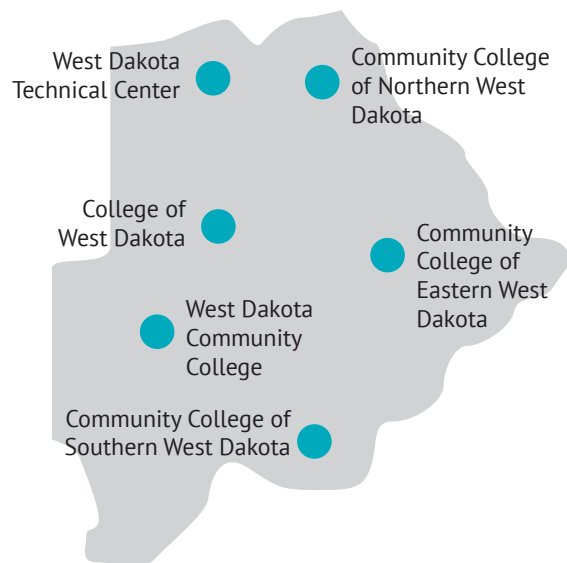 West Dakota
Technical Center
Community College
of Northern West
Dakota
College of
West Dakota
Community
College of
Eastern West
Dakota
West Dakota
Community
College
Community College of
Southern West Dakota